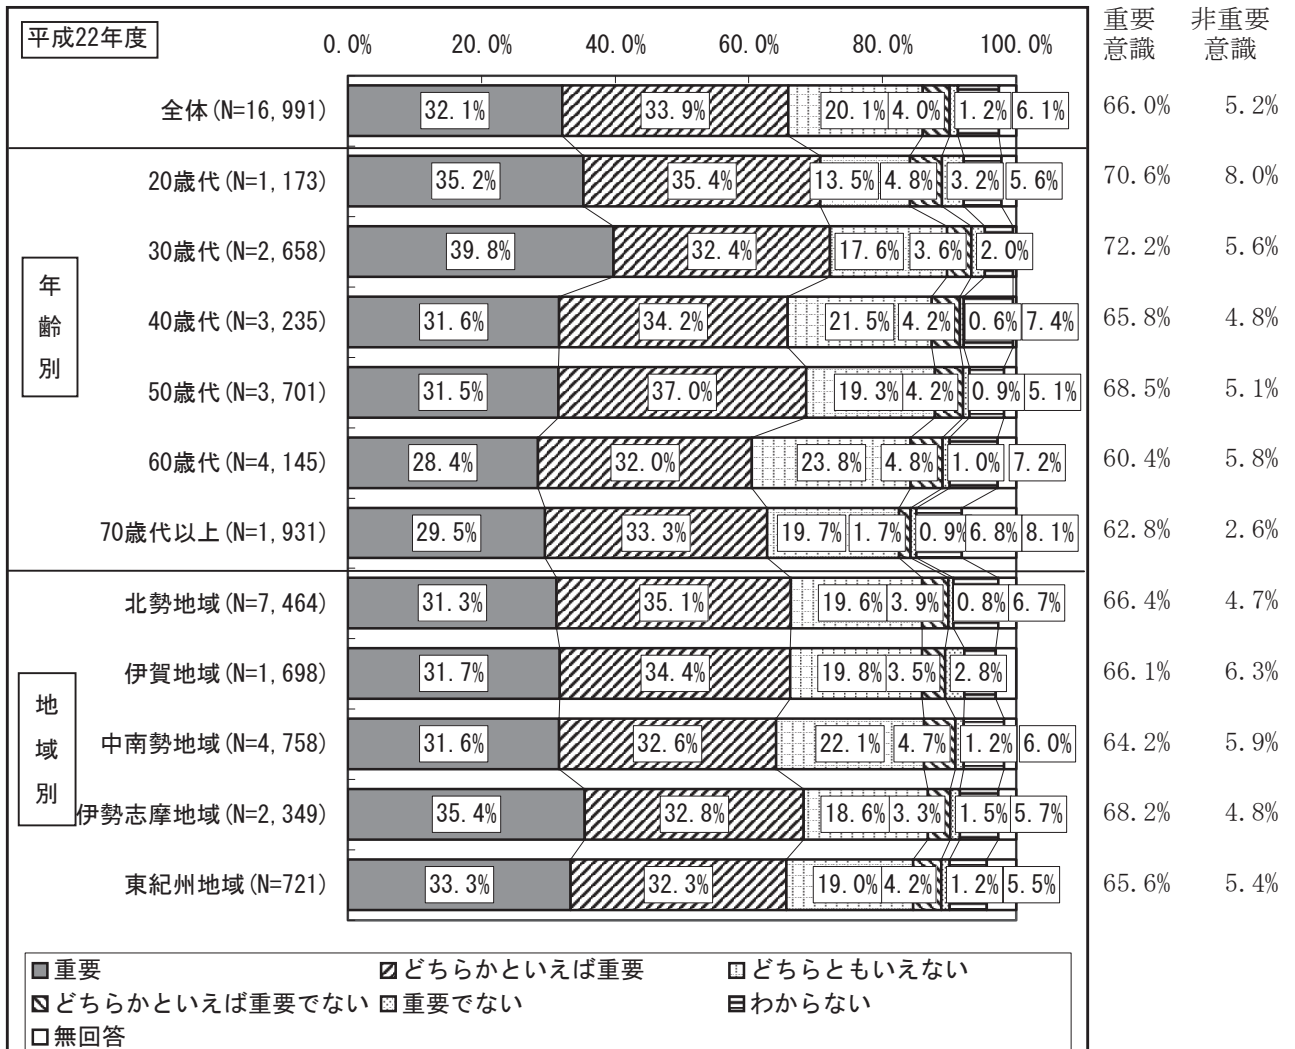 平成22年度
0.0% 20.0% 40.0% 60.0% 80.0% 100.0%
重要意識 非重要意識
全体(N=16,991) 32.1% 33.9% 20.1% 4.0% 1.2% 6.1% 66.0% 5.2%
年齢別
20歳代(N=1,173) 35.2% 35.4% 13.5% 4.8% 3.2% 5.6% 70.6% 8.0%
30歳代(N=2,658) 39.8% 32.4% 17.6% 3.6% 2.0% 72.2% 5.6%
40歳代(N=3,235) 31.6% 34.2% 21.5% 4.2% 0.6% 7.4% 65.8% 4.8%
50歳代(N=3,701) 31.5% 37.0% 19.3% 4.2% 0.9% 5.1% 68.5% 5.1%
60歳代(N=4,145) 28.4% 32.0% 23.8% 4.8% 1.0% 7.2% 60.4% 5.8%
70歳代以上(N=1,931) 29.5% 33.3% 19.7% 1.7% 0.9% 6.8% 8.1% 62.8% 2.6%
地域別
北勢地域(N=7,464) 31.3% 35.1% 19.6% 3.9% 0.8% 6.7% 66.4% 4.7%
伊賀地域(N=1,698) 31.7% 34.4% 19.8% 3.5% 2.8% 66.1% 6.3%
中南勢地域(N=4,758) 31.6% 32.6% 22.1% 4.7% 1.2% 6.0% 64.2% 5.9%
伊勢志摩地域(N=2,349) 35.4% 32.8% 18.6% 3.3% 1.5% 5.7% 68.2% 4.8%
東紀州地域(N=721) 33.3% 32.3% 19.0% 4.2% 1.2% 5.5% 65.6% 5.4%
重要 どちらかといえば重要 どちらともいえない
どちらかといえば重要でない 重要でない わからない
無回答